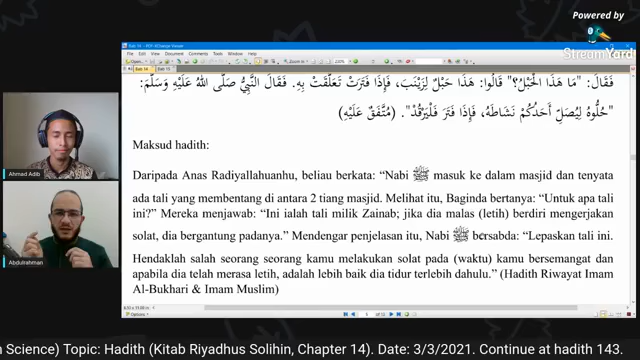 Powered by
StreamYard
فَقَالَ: "مَا هَذَا الْحَبْلُ؟" قَالُوا: هَذَا حَبْلٌ لِزَيْنَبَ، فَإِذَا فَتَرَتْ تَعَلَّقَتْ بِهِ. فَقَالَ النَّبِيُّ صَلَّى اللهُ عَلَيْهِ وَسَلَّمَ:
"حُلُّوهُ لِيُصَلِّ أَحَدُكُمْ نَشَاطَهُ، فَإِذَا فَتَرَ فَلْيَرْقُدْ". (مُتَّفَقٌ عَلَيْهِ)
Maksud hadith:
Daripada Anas Radiyallahuanhu, beliau berkata: “Nabi ﷺ masuk ke dalam masjid dan ternyata
ada tali yang membentang di antara 2 tiang masjid. Melihat itu, Baginda bertanya: “Untuk apa tali
ini?” Mereka menjawab: “Ini ialah tali milik Zainab; jika dia malas (letih) berdiri mengerjakan
solat, dia bergantung padanya.” Mendengar penjelasan itu, Nabi ﷺ bersabda: “Lepaskan tali ini.
Hendaklah salah seorang seorang kamu melakukan solat pada (waktu) kamu bersemangat dan
apabila dia telah merasa letih, adalah lebih baik dia tidur terlebih dahulu.” (Hadith Riwayat Imam
Al-Bukhari & Imam Muslim)
Ahmad Adib
Abdulrahman
n Science) Topic: Hadith (Kitab Riyadhus Solihin, Chapter 14). Date: 3/3/2021. Continue at hadith 143.